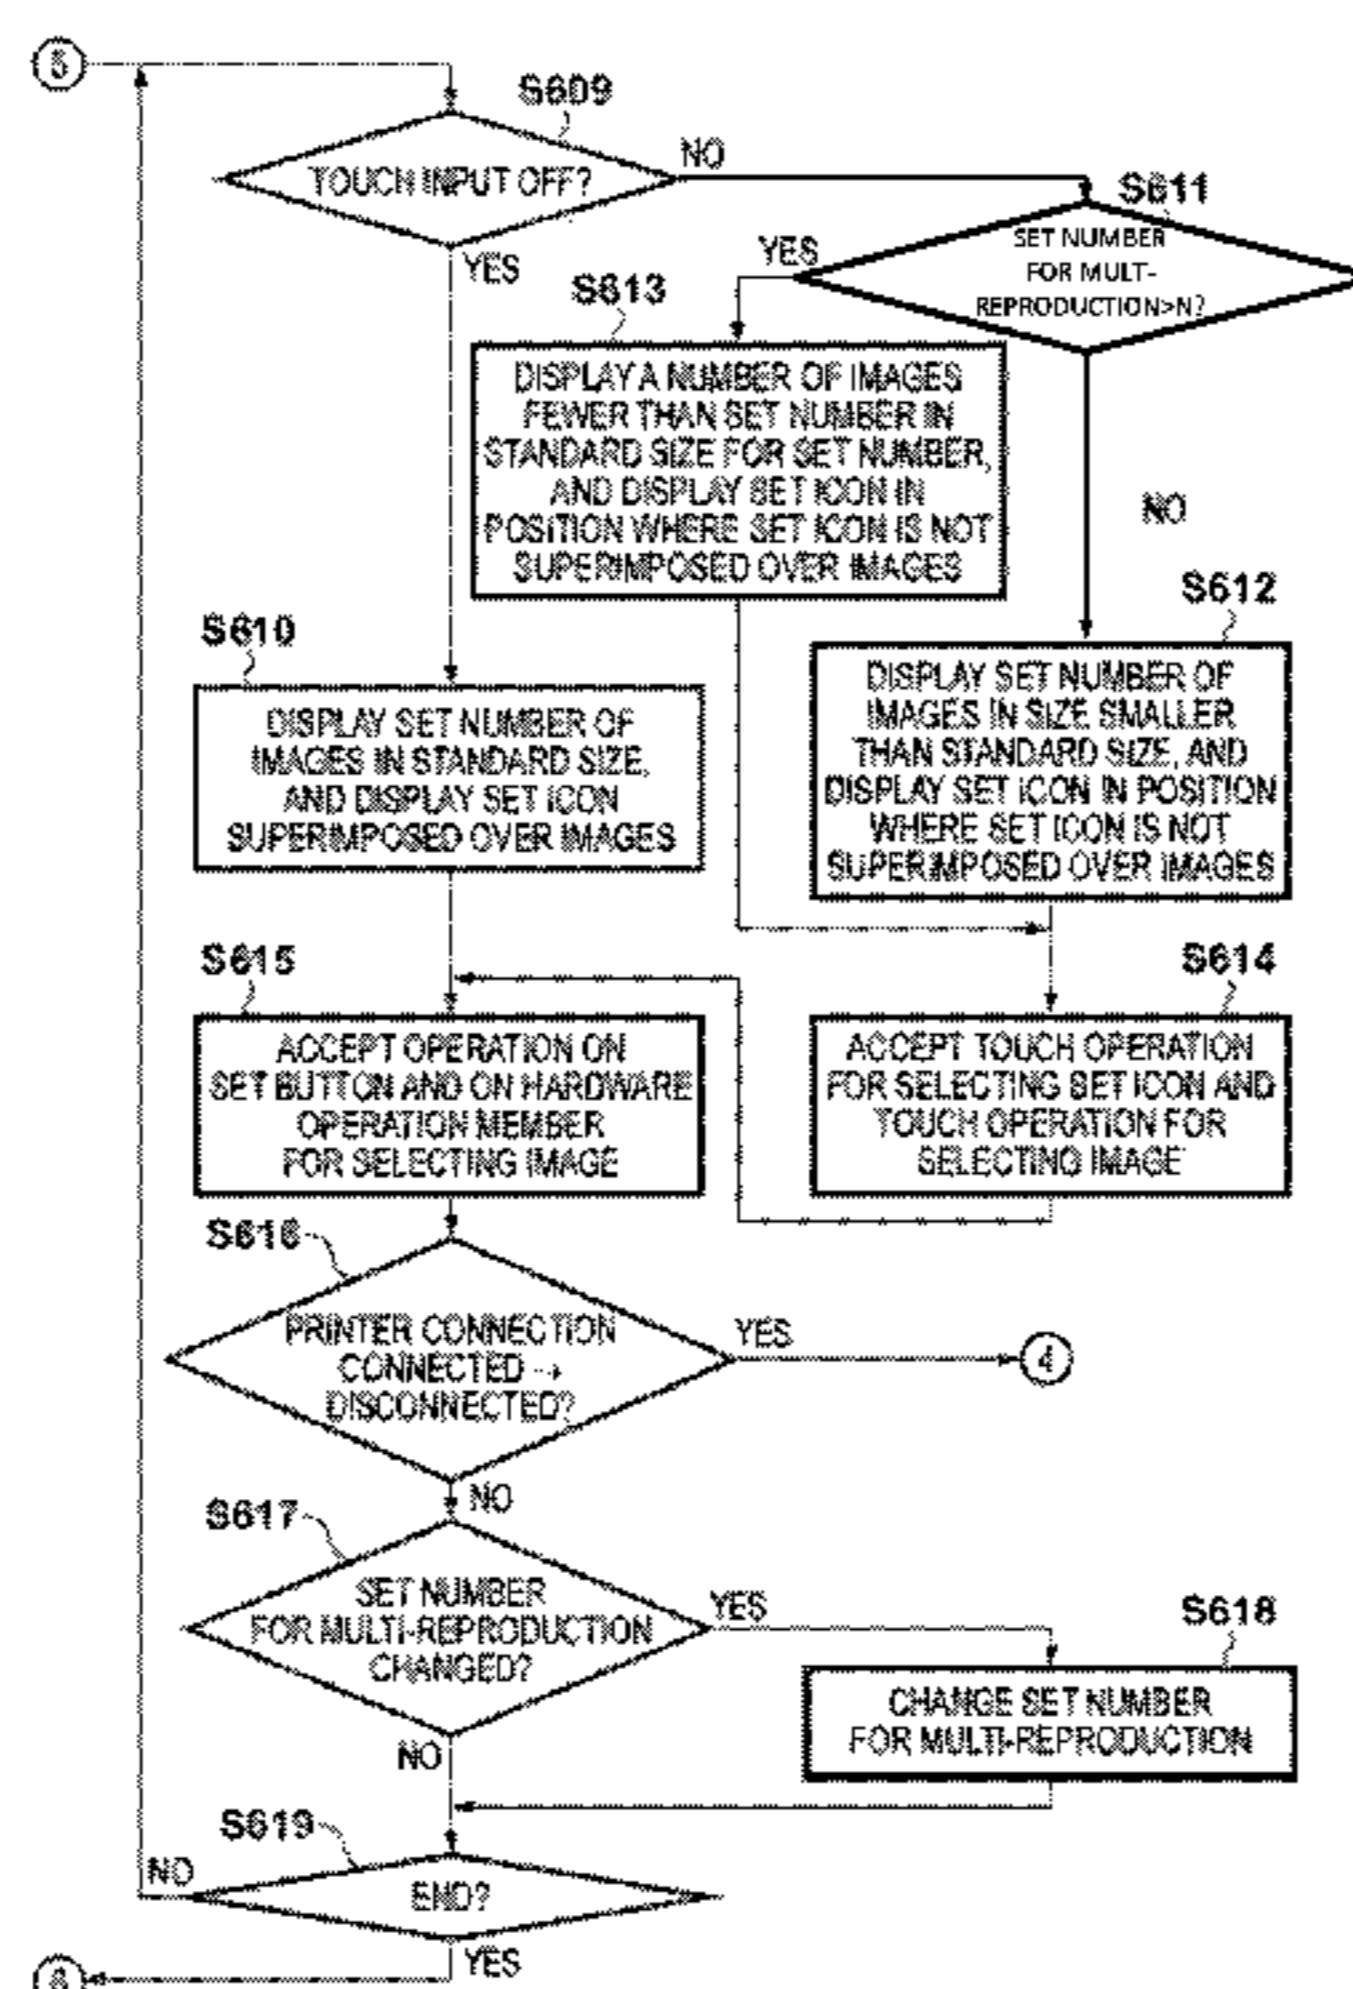 5
S609
TOUCH INPUT OFF?
NO
YES
S611
SET NUMBER
FOR MULT-
REPRODUCTION>N?
YES
NO
S613
DISPLAY A NUMBER OF IMAGES
FEWER THAN SET NUMBER IN
STANDARD SIZE FOR SET NUMBER,
AND DISPLAY SET ICON IN
POSITION WHERE SET ICON IS NOT
SUPERIMPOSED OVER IMAGES
S612
DISPLAY SET NUMBER OF
IMAGES IN SIZE SMALLER
THAN STANDARD SIZE, AND
DISPLAY SET ICON IN POSITION
WHERE SET ICON IS NOT
SUPERIMPOSED OVER IMAGES
S610
DISPLAY SET NUMBER OF
IMAGES IN STANDARD SIZE,
AND DISPLAY SET ICON
SUPERIMPOSED OVER IMAGES
S615
ACCEPT OPERATION ON
SET BUTTON AND ON HARDWARE
OPERATION MEMBER
FOR SELECTING IMAGE
S614
ACCEPT TOUCH OPERATION
FOR SELECTING SET ICON AND
TOUCH OPERATION FOR
SELECTING IMAGE
S616
PRINTER CONNECTION
CONNECTED →
DISCONNECTED?
YES
4
NO
S617
SET NUMBER
FOR MULTI-REPRODUCTION
CHANGED?
YES
NO
S618
CHANGE SET NUMBER
FOR MULTI-REPRODUCTION
S619
END?
NO
YES